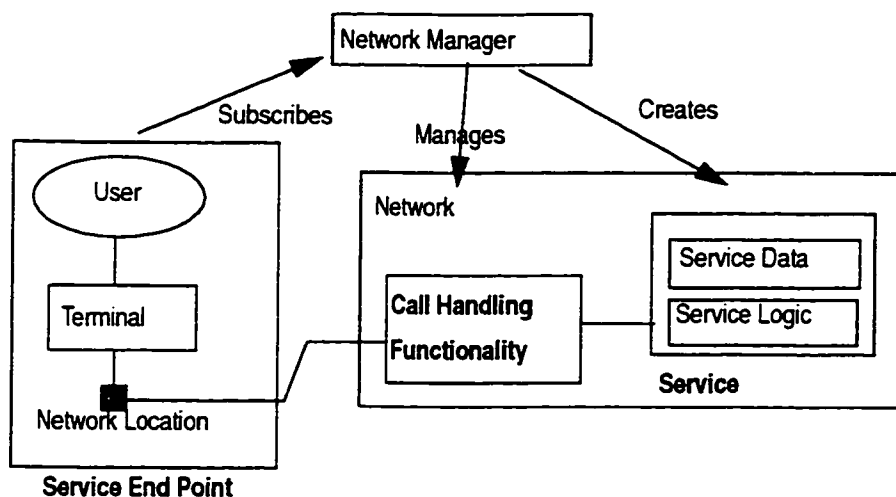 Network Manager
Subscribes
Manages
Creates
User
Terminal
Network Location
Service End Point
Network
Call Handling
Functionality
Service Data
Service Logic
Service